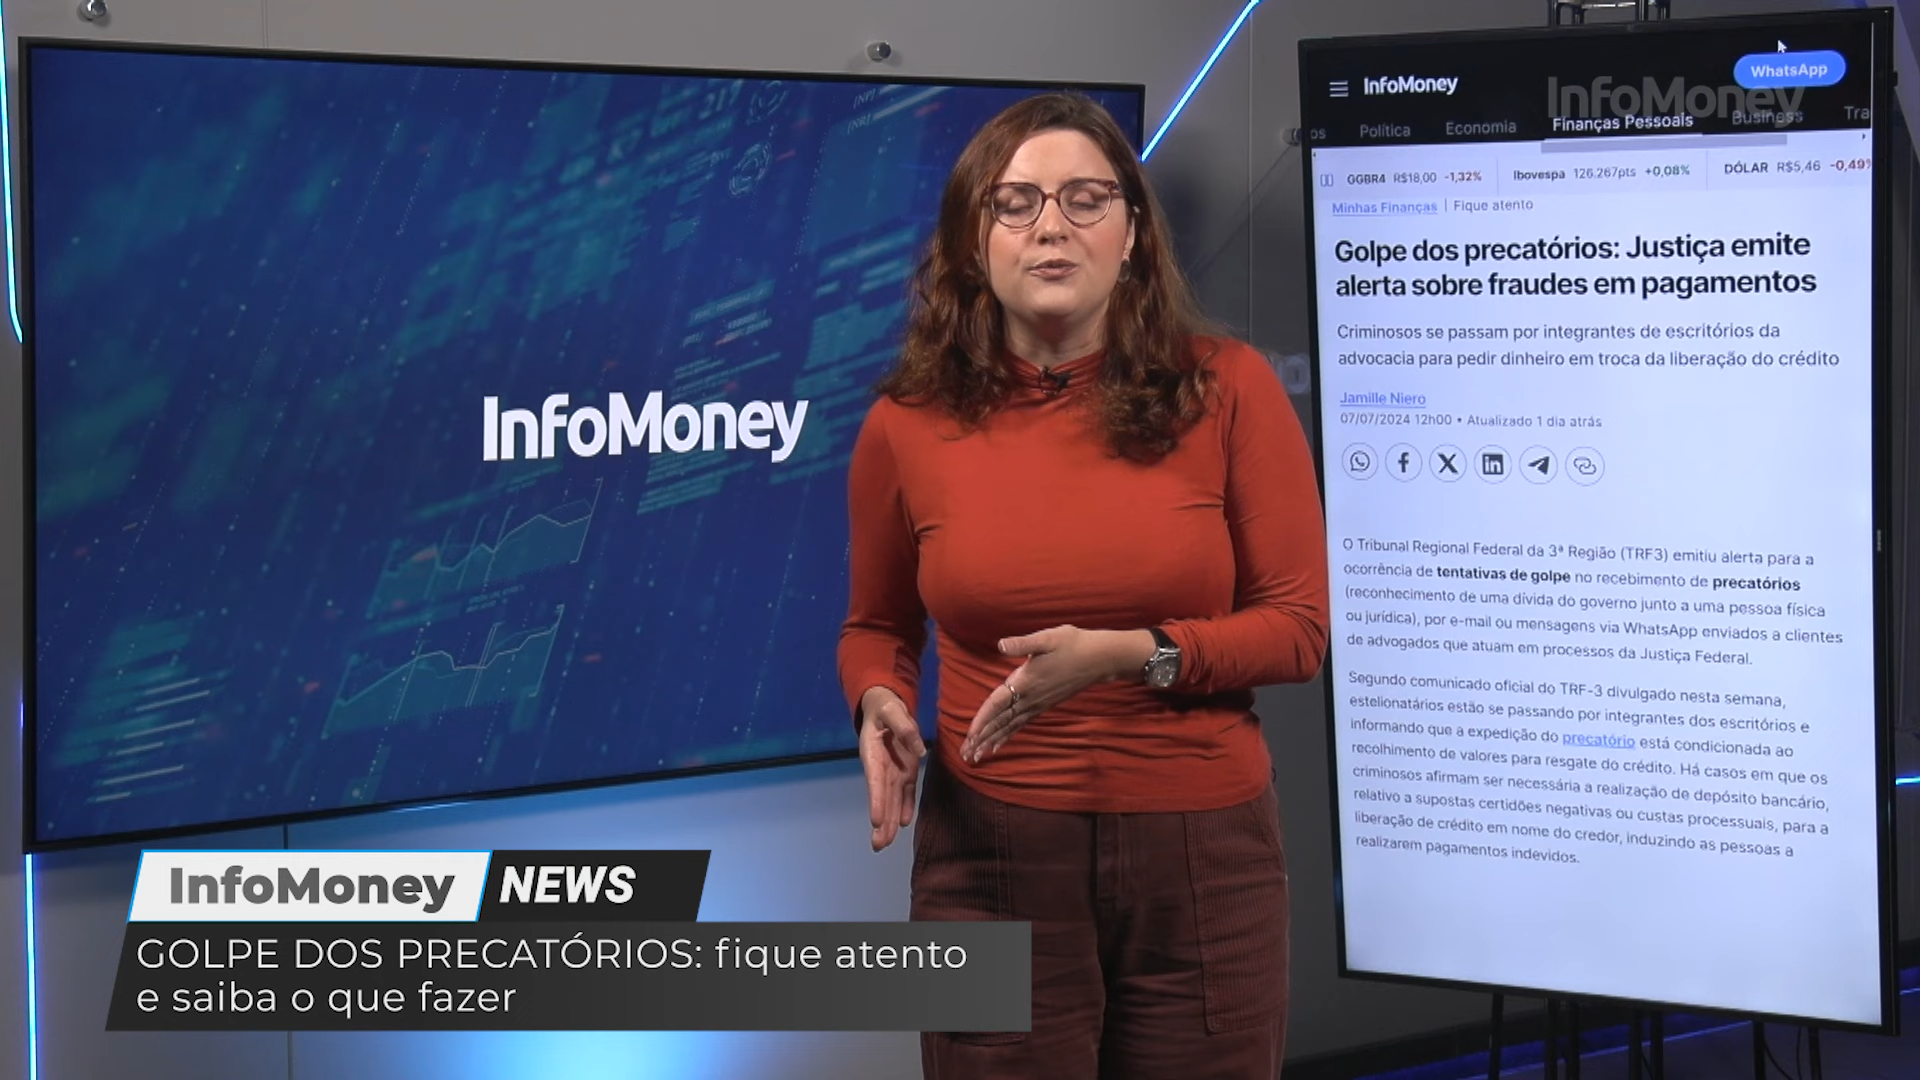 InfoMoney
InfoMoney
WhatsApp
InfoMoney
os Política Economia Finanças Pessoais Business Tra
GGBR4 R$18,00 -1,32% Ibovespa 126.267pts +0,08% DÓLAR R$5,46 -0,49%
Minhas Finanças | Fique atento
Golpe dos precatórios: Justiça emite
alerta sobre fraudes em pagamentos
Criminosos se passam por integrantes de escritórios da
advocacia para pedir dinheiro em troca da liberação do crédito
Jamille Niero
07/07/2024 12h00 • Atualizado 1 dia atrás
O Tribunal Regional Federal da 3ª Região (TRF3) emitiu alerta para a
ocorrência de tentativas de golpe no recebimento de precatórios
(reconhecimento de uma dívida do governo junto a uma pessoa física
ou jurídica), por e-mail ou mensagens via WhatsApp enviados a clientes
de advogados que atuam em processos da Justiça Federal.
Segundo comunicado oficial do TRF-3 divulgado nesta semana,
estelionatários estão se passando por integrantes dos escritórios e
informando que a expedição do precatório está condicionada ao
recolhimento de valores para resgate do crédito. Há casos em que os
criminosos afirmam ser necessária a realização de depósito bancário,
relativo a supostas certidões negativas ou custas processuais, para a
liberação de crédito em nome do credor, induzindo as pessoas a
realizarem pagamentos indevidos.
InfoMoney NEWS
GOLPE DOS PRECATÓRIOS: fique atento
e saiba o que fazer